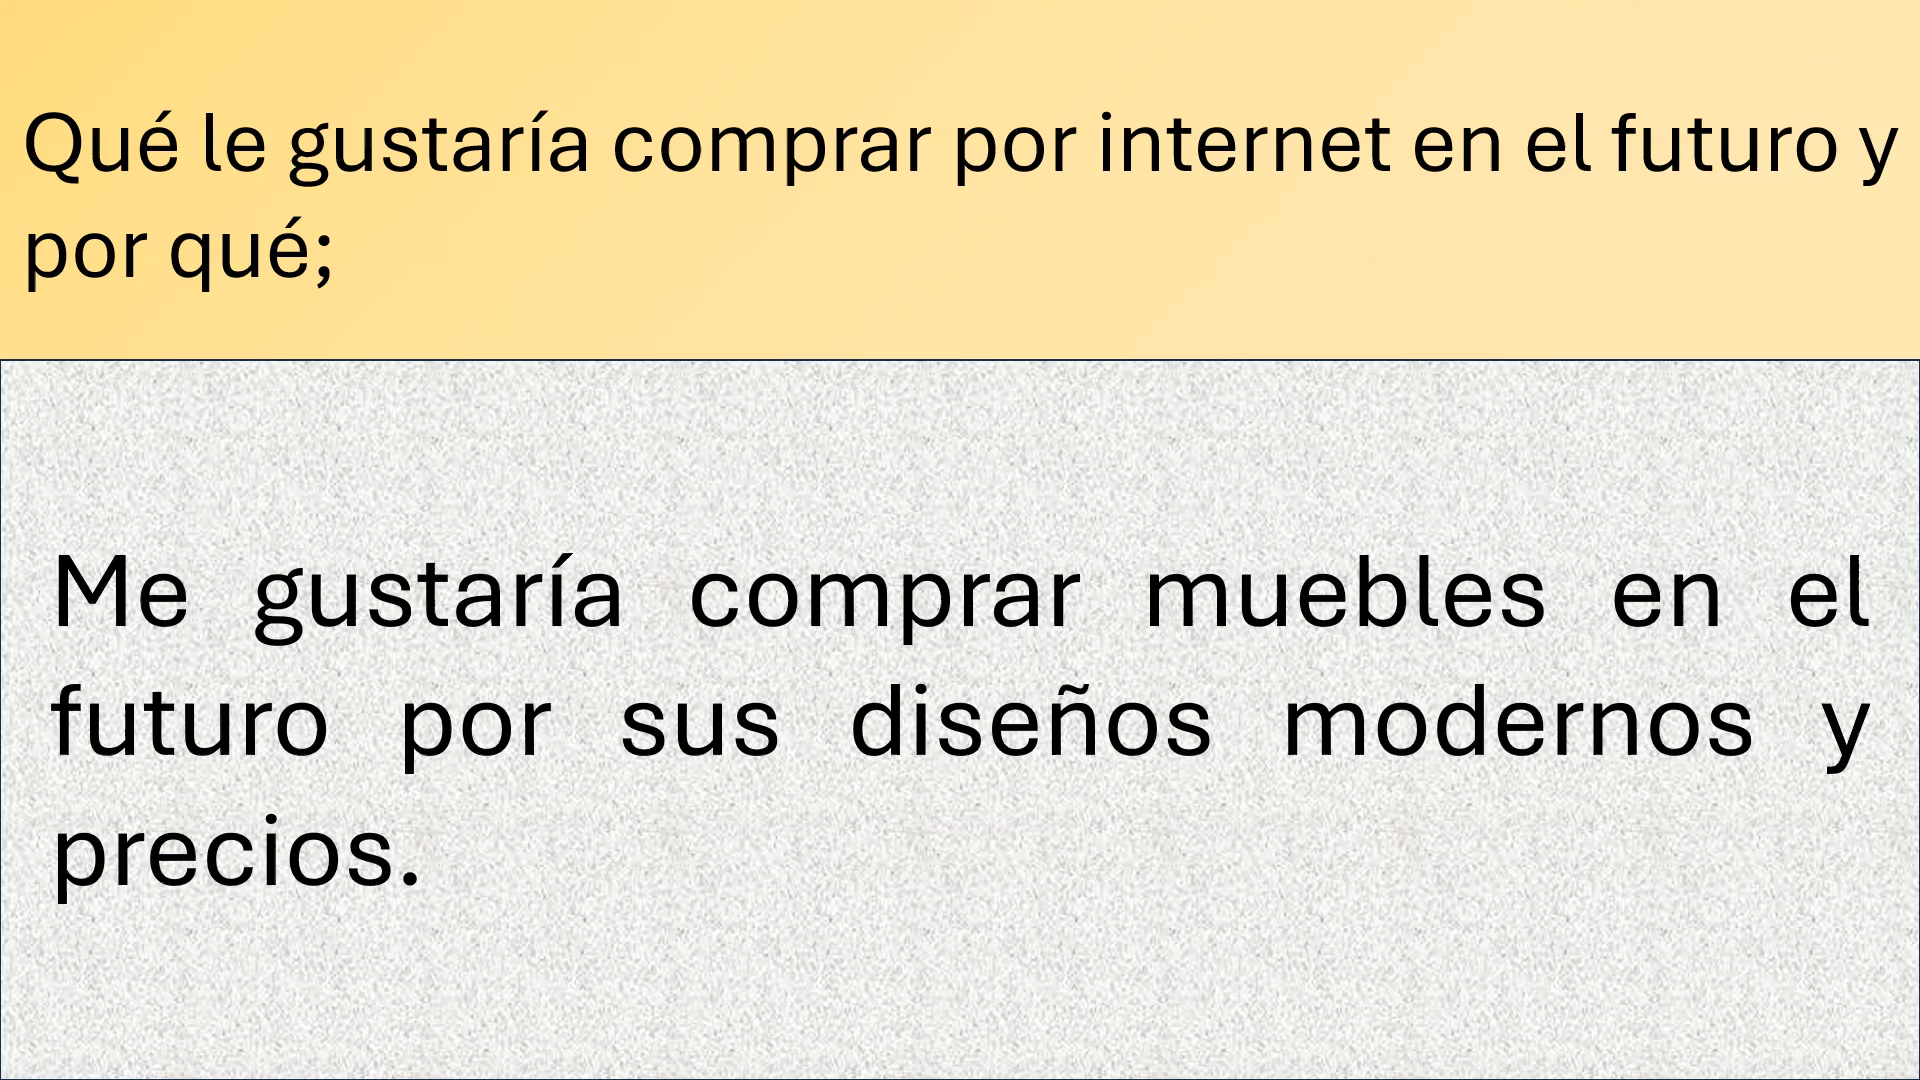 Qué le gustaría comprar por internet en el futuro y
por qué;
Me gustaría comprar muebles en el
futuro por sus diseños modernos y
precios.